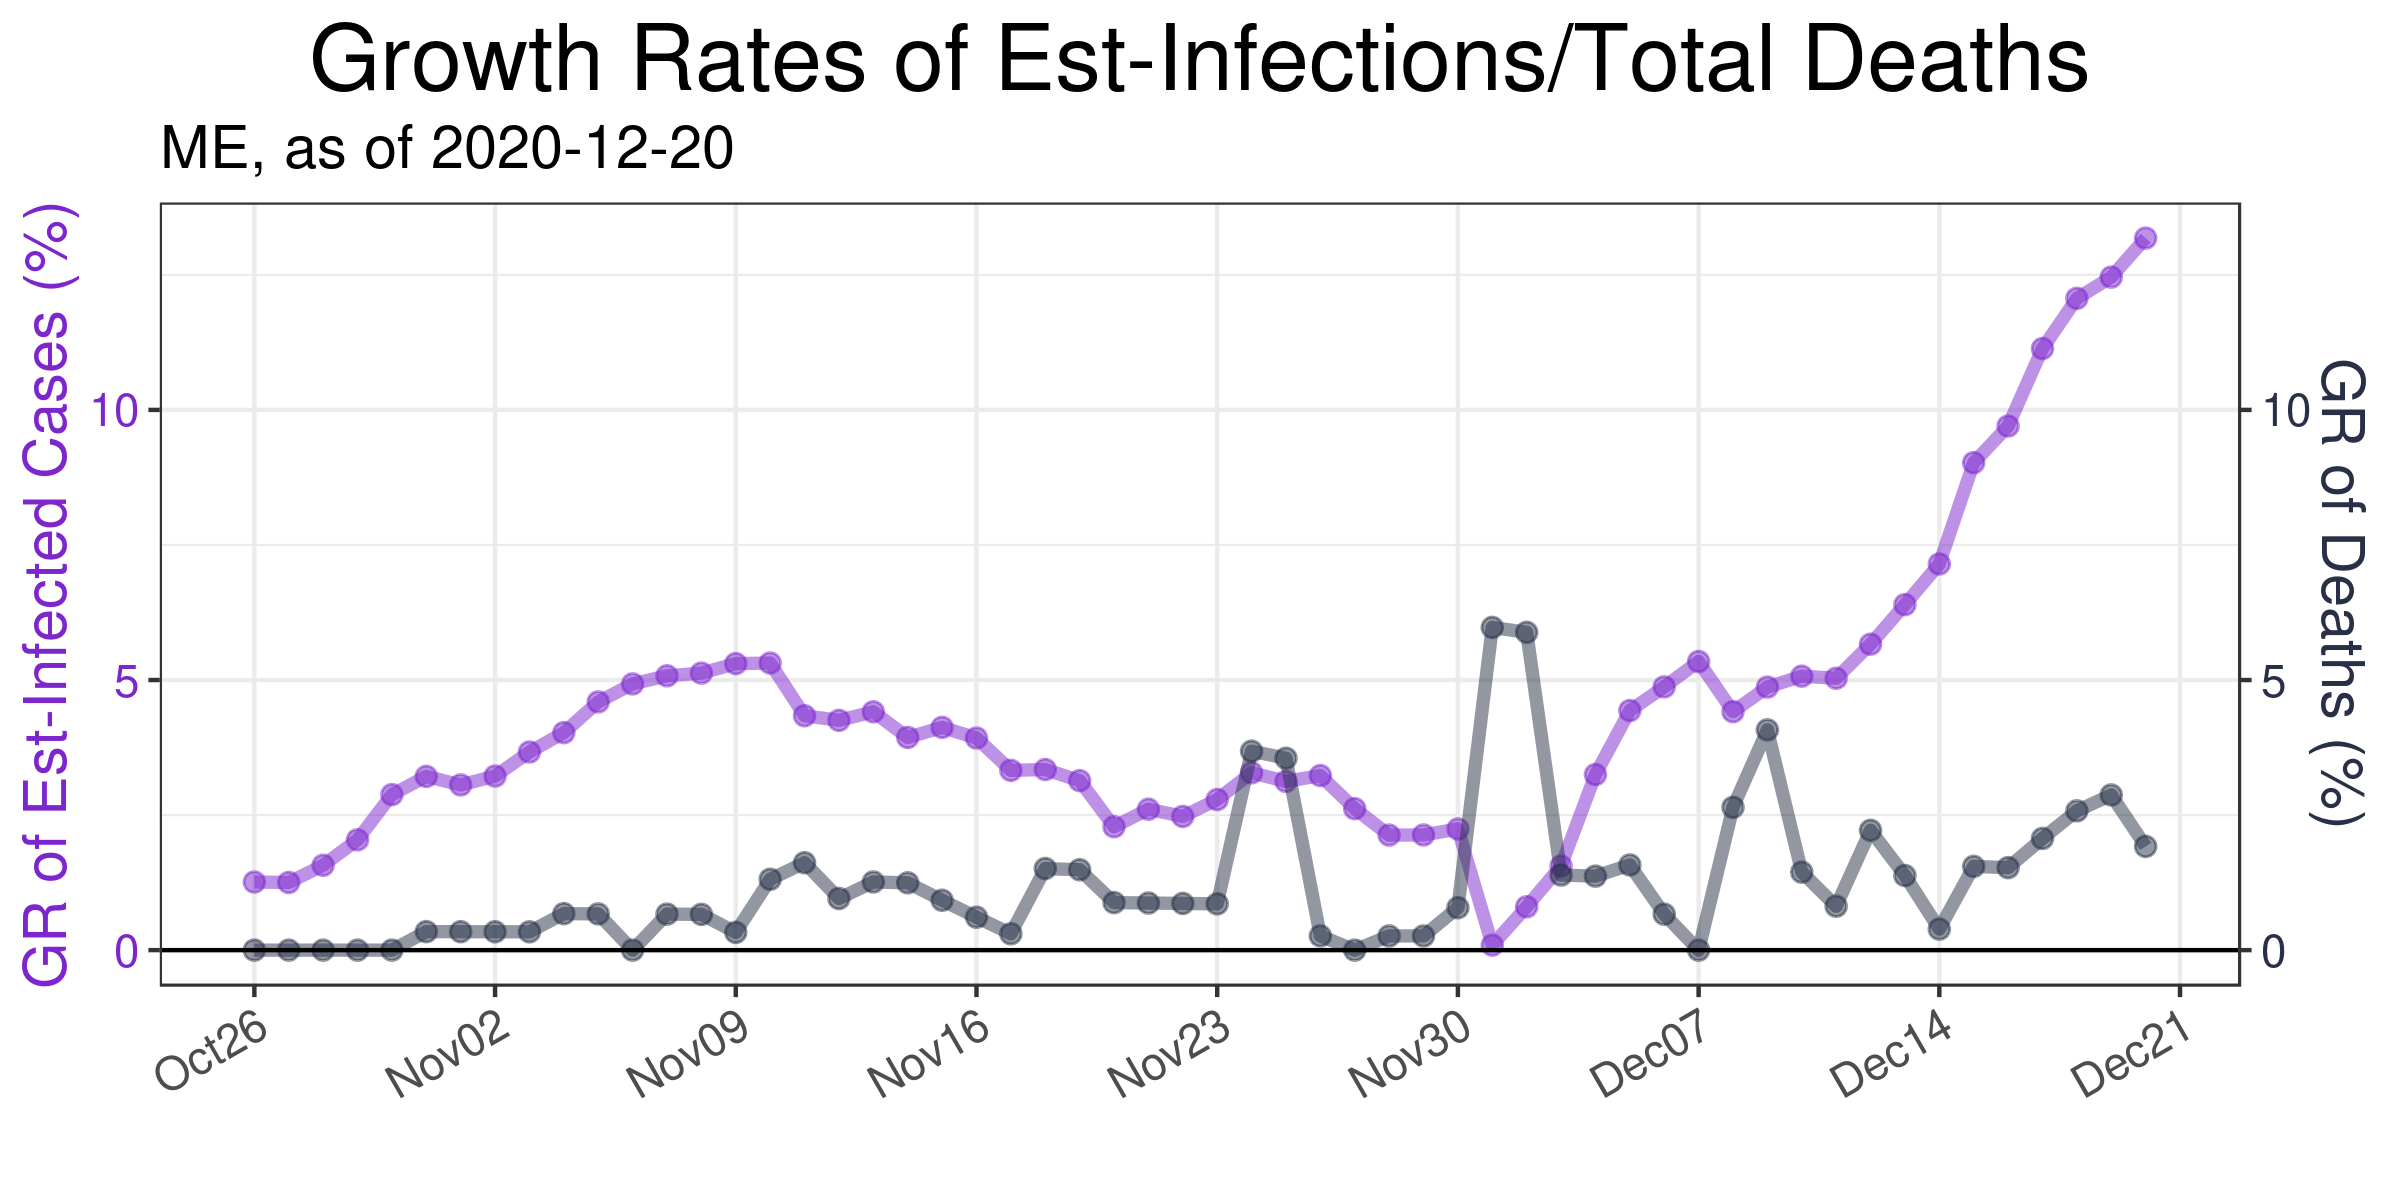 Growth Rates of Est-Infections/Total Deaths
ME, as of 2020-12-20
GR of Est-Infected Cases (%)
10
5
0
GR of Deaths (%)
10
5
0
Oct26
Nov02
Nov09
Nov16
Nov23
Nov30
Dec07
Dec14
Dec21